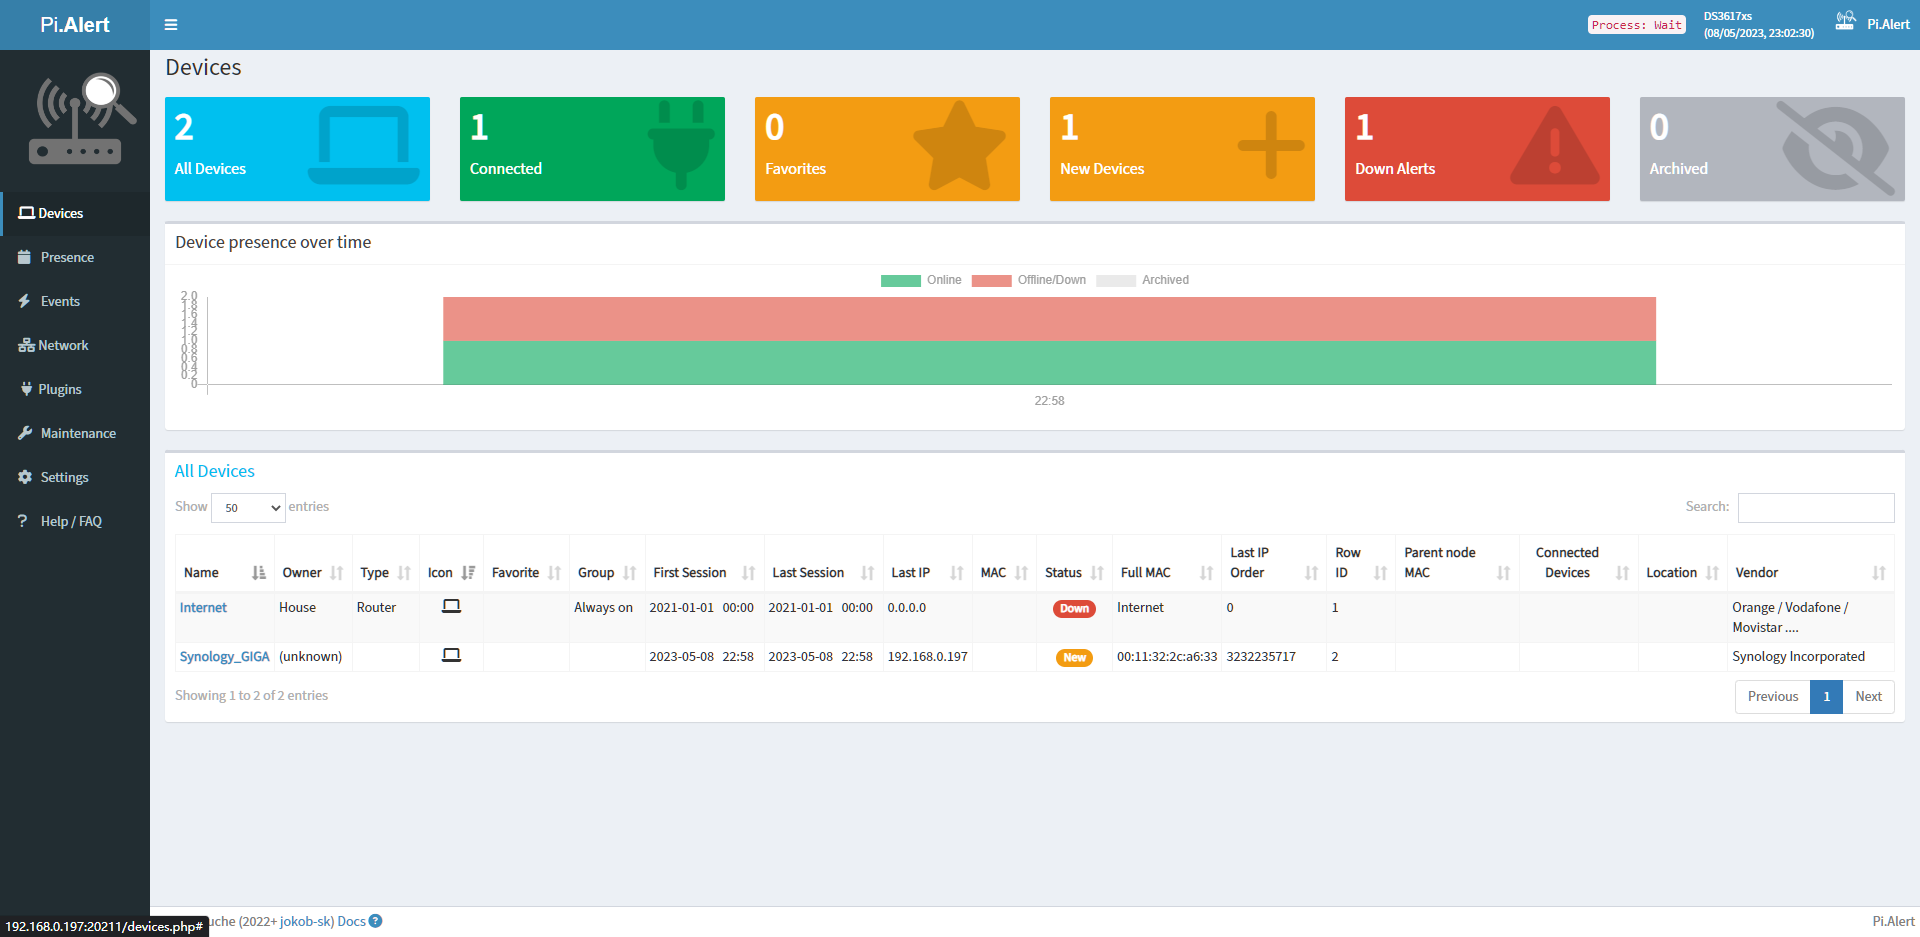 Pi.Alert
Process: Wait
DS3617xs
(08/05/2023, 23:02:30)
Pi.Alert
Devices
Presence
Events
Network
Plugins
Maintenance
Settings
? Help / FAQ
Devices
2
All Devices
1
Connected
0
Favorites
1
New Devices
1
Down Alerts
0
Archived
Device presence over time
Online Offline/Down Archived
2.0
1.8
1.6
1.4
1.2
1.0
0.8
0.6
0.4
0.2
0
22:58
All Devices
Show 50 entries
Search:
Name Owner Type Icon Favorite Group First Session Last Session Last IP MAC Status Full MAC Last IP Order Row ID Parent node MAC Connected Devices Location Vendor
Internet House Router Always on 2021-01-01 00:00 2021-01-01 00:00 0.0.0.0 Down Internet 0 1 Orange / Vodafone / Movistar ....
Synology_GIGA (unknown) 2023-05-08 22:58 2023-05-08 22:58 192.168.0.197 New 00:11:32:2c:a6:33 3232235717 2 Synology Incorporated
Showing 1 to 2 of 2 entries
Previous 1 Next
192.168.0.197:20211/devices.php#
uche (2022+ jokob-sk) Docs ?
Pi.Alert